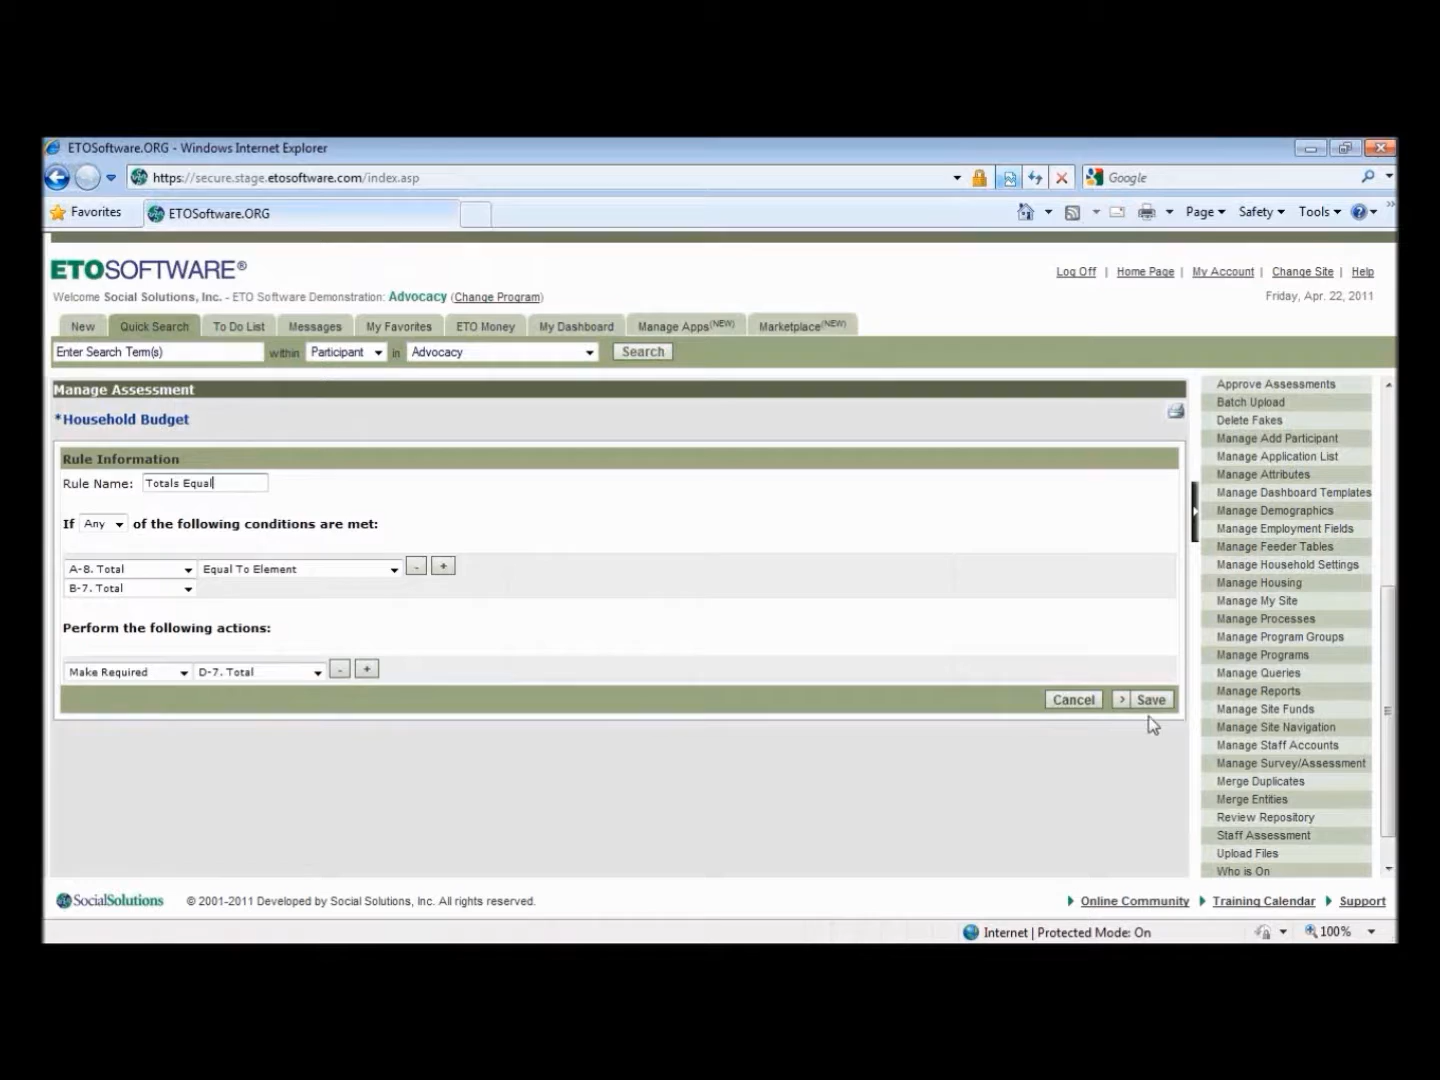 ETOSoftware.ORG - Windows Internet Explorer
https://secure.stage.etosoftware.com/index.asp
Google
Favorites
ETOSoftware.ORG
Page
Safety
Tools
ETOSOFTWARE®
Log Off | Home Page | My Account | Change Site | Help
Welcome Social Solutions, Inc. - ETO Software Demonstration: Advocacy (Change Program)
Friday, Apr. 22, 2011
New
Quick Search
To Do List
Messages
My Favorites
ETO Money
My Dashboard
Manage Apps(NEW)
Marketplace(NEW)
Enter Search Term(s)
within
Participant
in
Advocacy
Search
Manage Assessment
*Household Budget
Rule Information
Rule Name: Totals Equal
If Any of the following conditions are met:
A-8. Total
Equal To Element
- +
B-7. Total
Perform the following actions:
Make Required
D-7. Total
- +
Cancel
> Save
Approve Assessments
Batch Upload
Delete Fakes
Manage Add Participant
Manage Application List
Manage Attributes
Manage Dashboard Templates
Manage Demographics
Manage Employment Fields
Manage Feeder Tables
Manage Household Settings
Manage Housing
Manage My Site
Manage Processes
Manage Program Groups
Manage Programs
Manage Queries
Manage Reports
Manage Site Funds
Manage Site Navigation
Manage Staff Accounts
Manage Survey/Assessment
Merge Duplicates
Merge Entities
Review Repository
Staff Assessment
Upload Files
Who is On
SocialSolutions
© 2001-2011 Developed by Social Solutions, Inc. All rights reserved.
Online Community
Training Calendar
Support
Internet | Protected Mode: On
100%